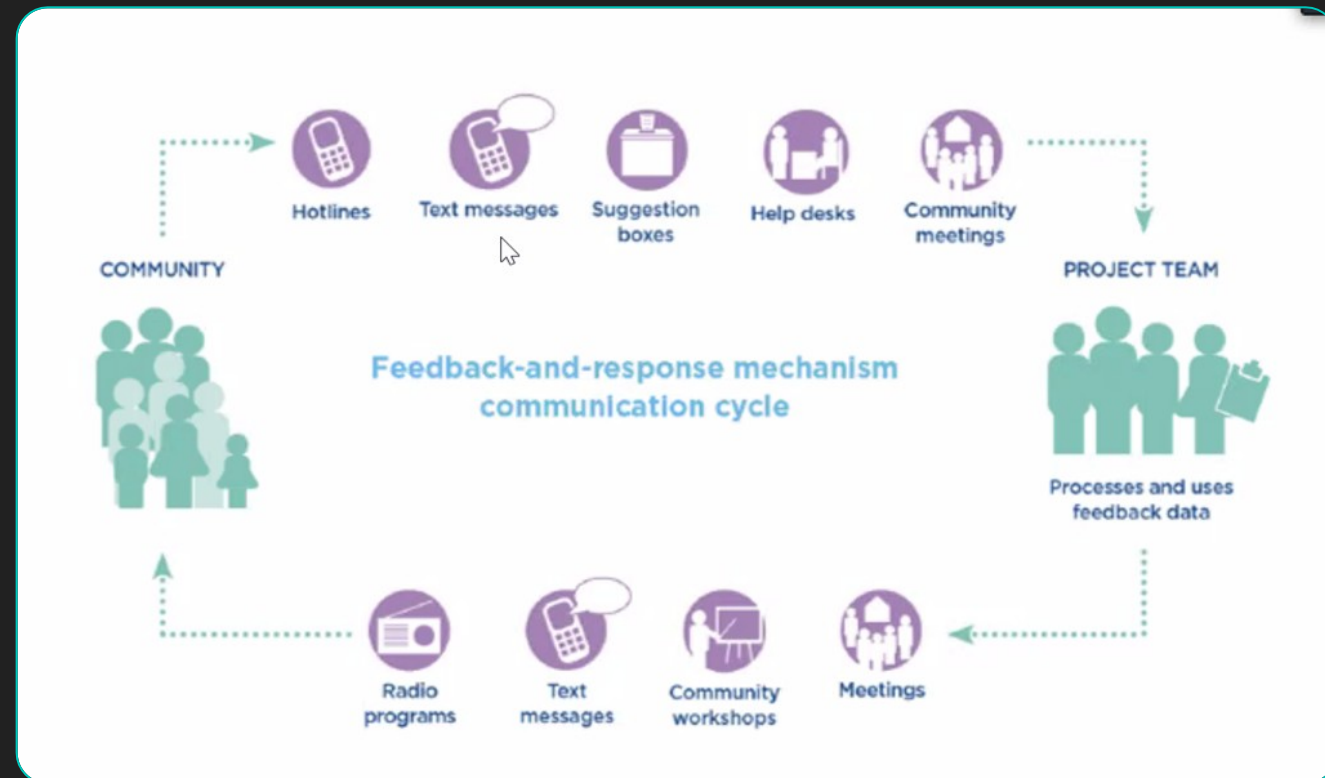 Hotlines
Text messages
Suggestion
boxes
Help desks
Community
meetings
COMMUNITY
PROJECT TEAM
Feedback-and-response mechanism
communication cycle
Processes and uses
feedback data
Radio
programs
Text
messages
Community
workshops
Meetings